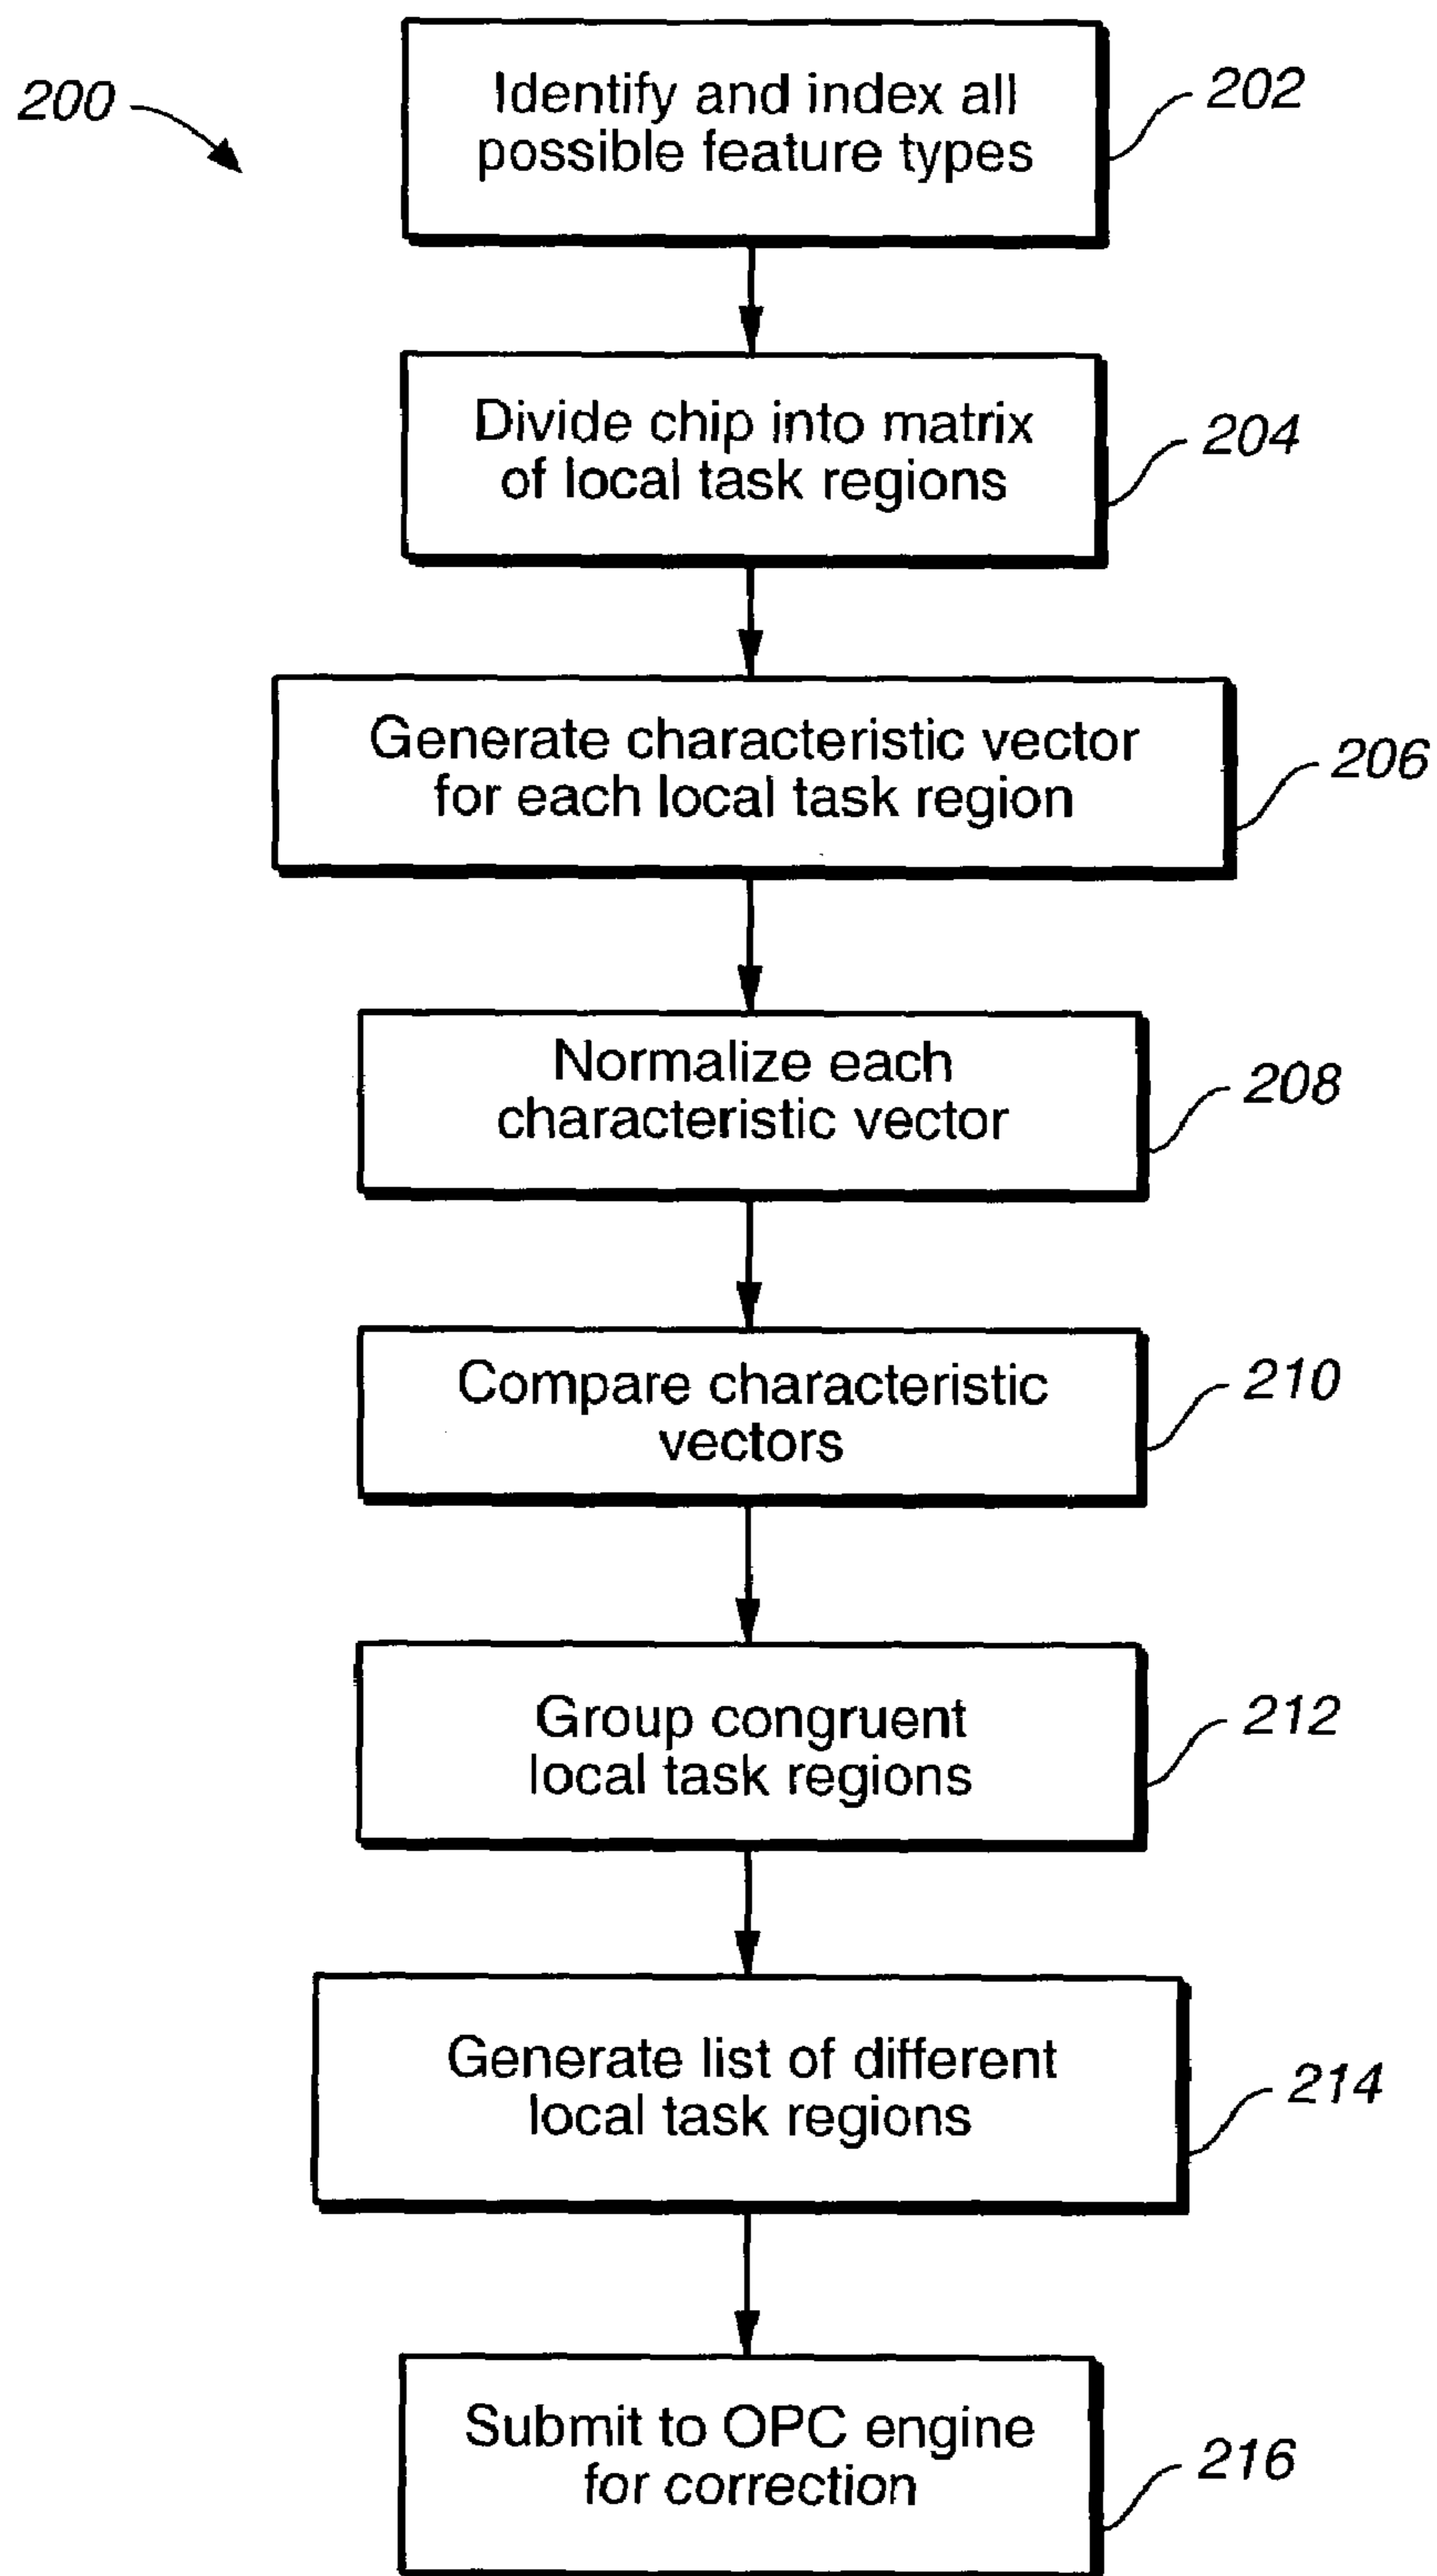 200
Identify and index all
possible feature types
202
Divide chip into matrix
of local task regions
204
Generate characteristic vector
for each local task region
206
Normalize each
characteristic vector
208
Compare characteristic
vectors
210
Group congruent
local task regions
212
Generate list of different
local task regions
214
Submit to OPC engine
for correction
216